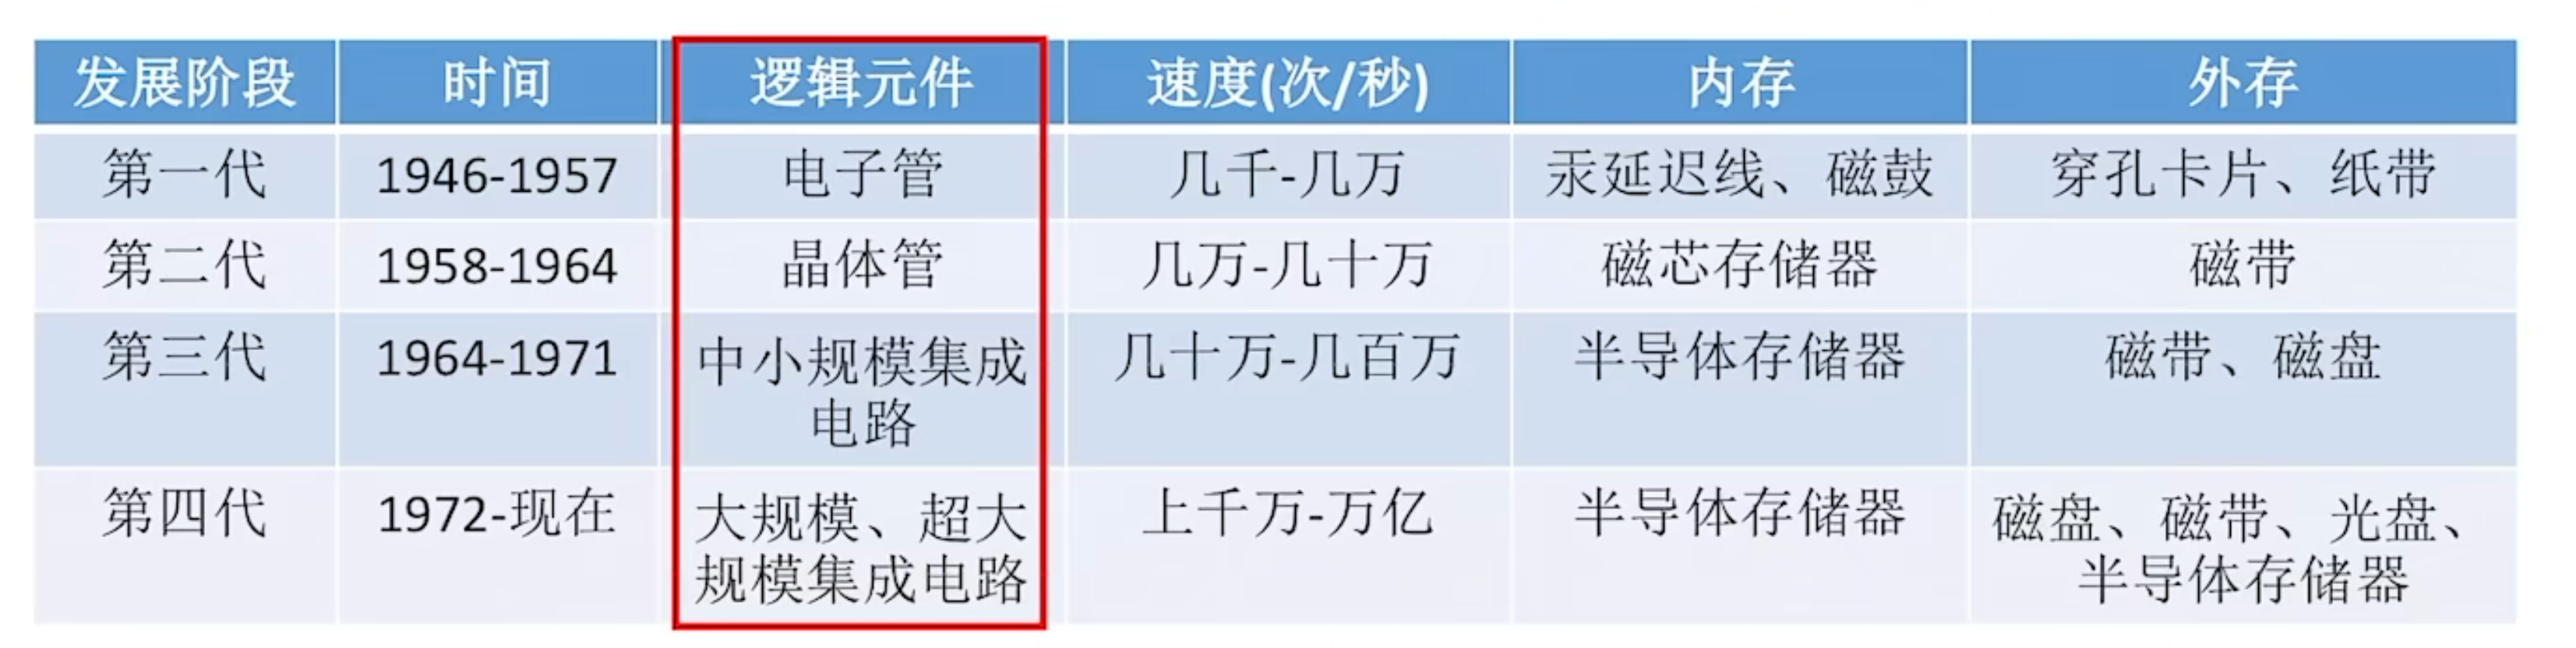 发展阶段 时间 逻辑元件 速度(次/秒) 内存 外存
第一代 1946-1957 电子管 几千-几万 汞延迟线、磁鼓 穿孔卡片、纸带
第二代 1958-1964 晶体管 几万-几十万 磁芯存储器 磁带
第三代 1964-1971 中小规模集成 几十万-几百万 半导体存储器 磁带、磁盘
电路
第四代 1972-现在 大规模、超大 上千万-万亿 半导体存储器 磁盘、磁带、光盘、
规模集成电路 半导体存储器